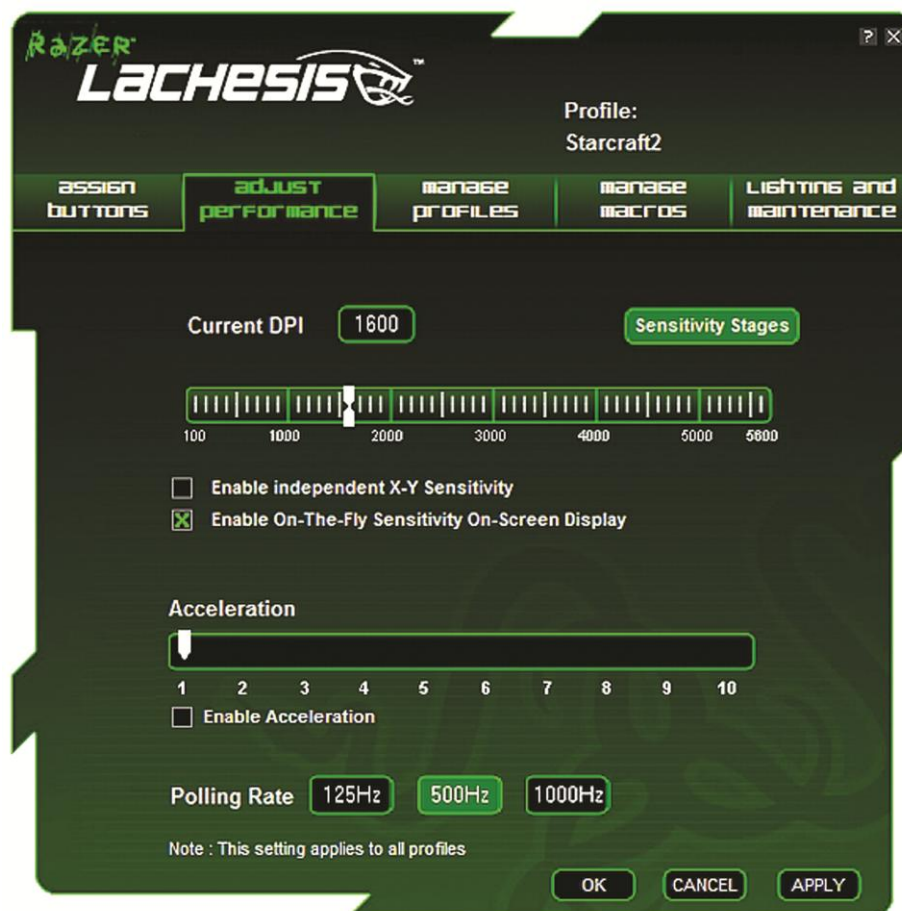 RaZER™
LacHesis™
? X
Profile:
Starcraft2
assign
buttons
adjust
performance
manage
profiles
manage
macros
Lighting and
maintenance
Current DPI 1600 Sensitivity Stages
100 1000 2000 3000 4000 5000 5600
Enable independent X-Y Sensitivity
X Enable On-The-Fly Sensitivity On-Screen Display
Acceleration
1 2 3 4 5 6 7 8 9 10
Enable Acceleration
Polling Rate 125Hz 500Hz 1000Hz
Note : This setting applies to all profiles
OK CANCEL APPLY